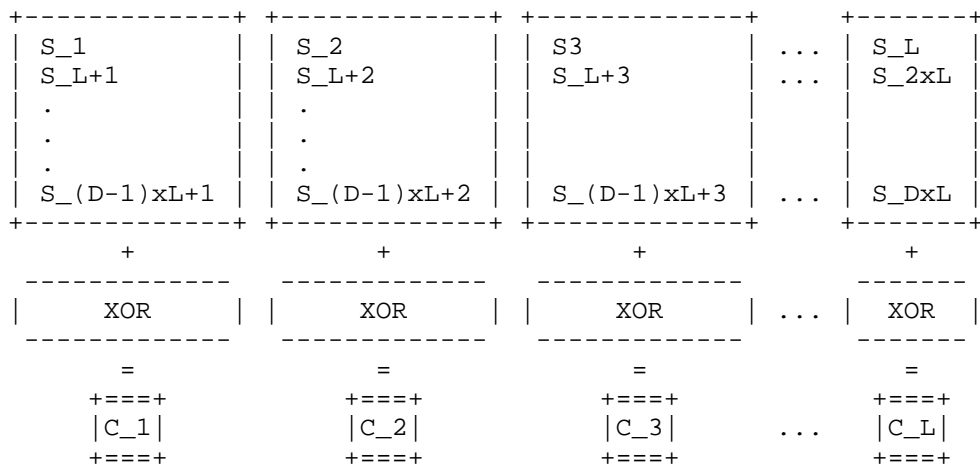 +-------------+ +-------------+ +-------------+     +-------+
| S_1         | | S_2         | | S3          | ... | S_L   |
| S_L+1       | | S_L+2       | | S_L+3       | ... | S_2xL |
| .           | | .           | |             |     |       |
| .           | | .           | |             |     |       |
| .           | | .           | |             |     |       |
| S_(D-1)xL+1 | | S_(D-1)xL+2 | | S_(D-1)xL+3 | ... | S_DxL |
+-------------+ +-------------+ +-------------+     +-------+
       +               +               +                +
 -------------   -------------   -------------       -------
|     XOR     | |     XOR     | |     XOR     | ... |  XOR  |
 -------------   -------------   -------------       -------
       =               =               =                =
     +===+           +===+           +===+            +===+
     |C_1|           |C_2|           |C_3|      ...   |C_L|
     +===+           +===+           +===+            +===+